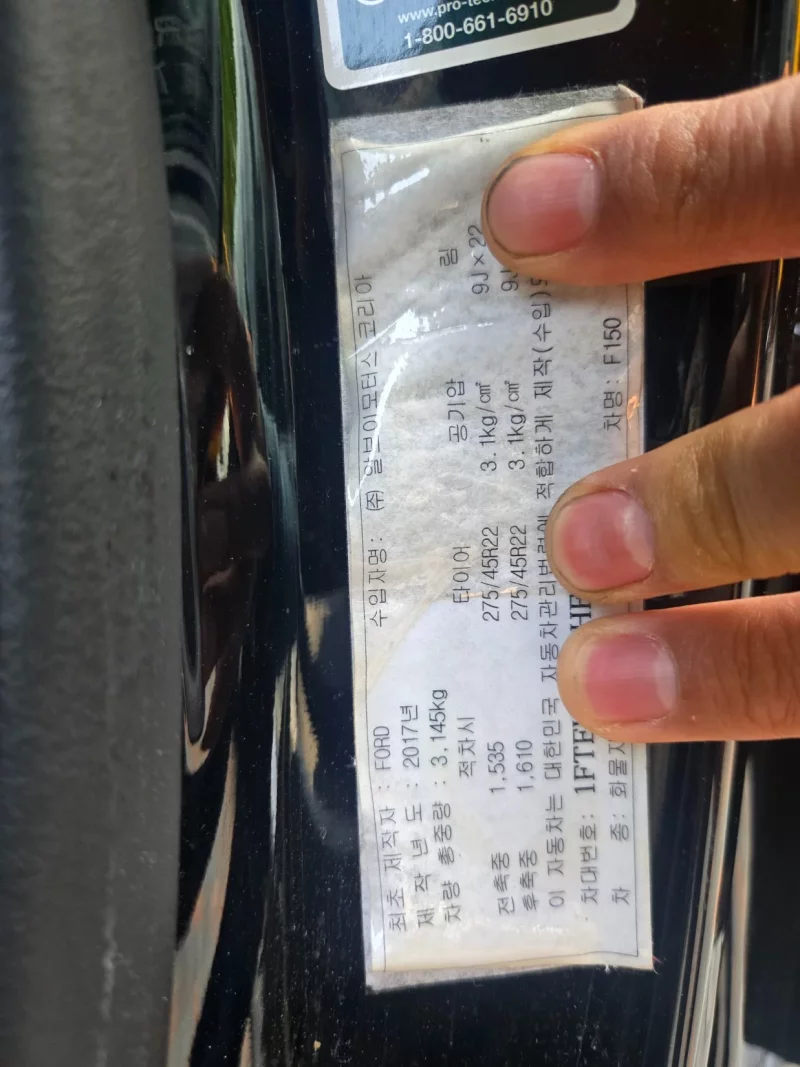 www.pro-tec
1-800-661-6910
최초 제작자 : FORD 수입자명 : ㈜ 알브이모터스 코리아
제 작 년 도 : 2017년
차량 총중량 : 3,145kg
적차시 타이어 공기압 림
전축중 1,535 275/45R22 3.1kg/㎠ 9J×22
후축중 1,610 275/45R22 3.1kg/㎠
이 자동차는 대한민국 자동차관리법령에 적합하게 제작(수입)
차대번호: 1FTE
차 종: 화물 차명: F150